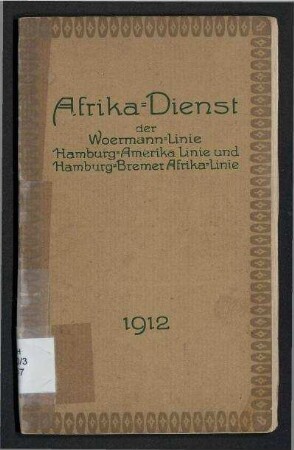 Afrika=Dienst
der
Woermann=Linie
Hamburg=Amerika Linie und
Hamburg=Bremer Afrika=Linie
1912